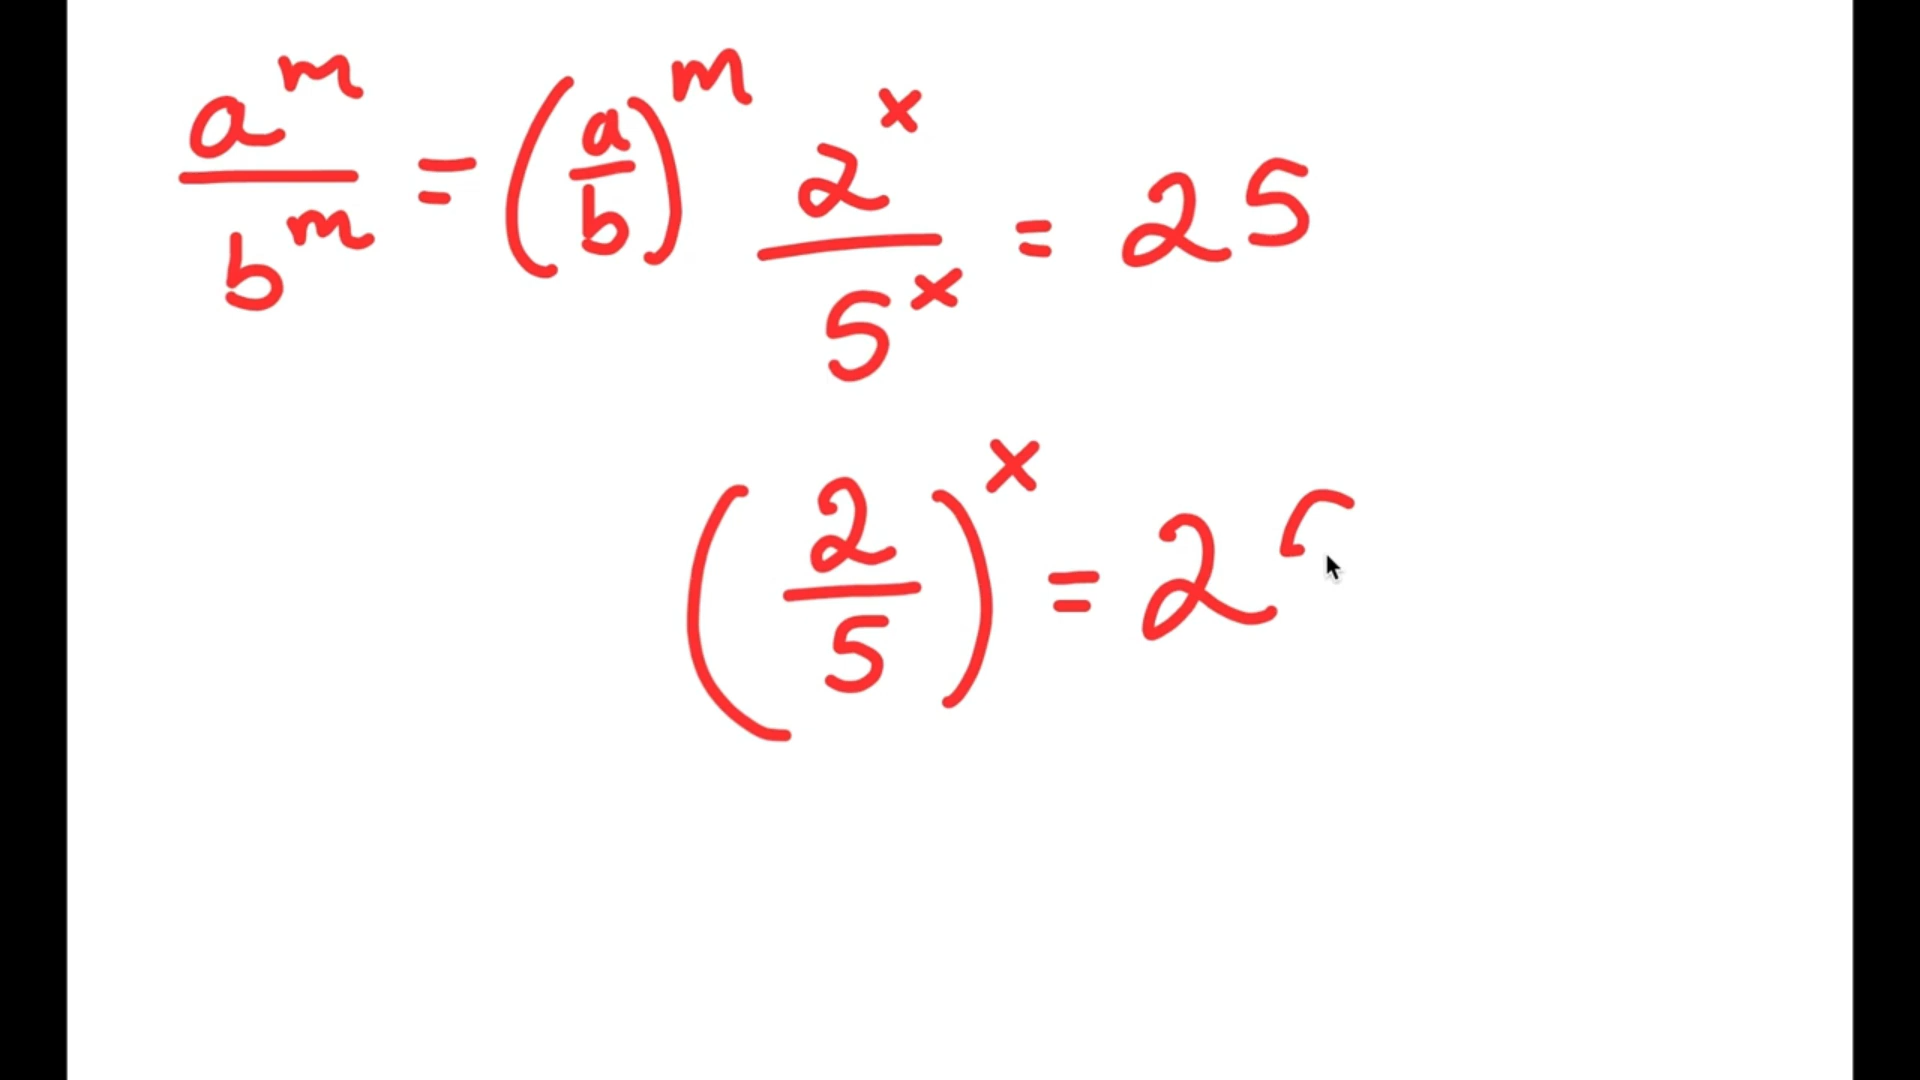 a^m/b^m = (a/b)^m 2^x/5^x = 25
(2/5)^x = 2